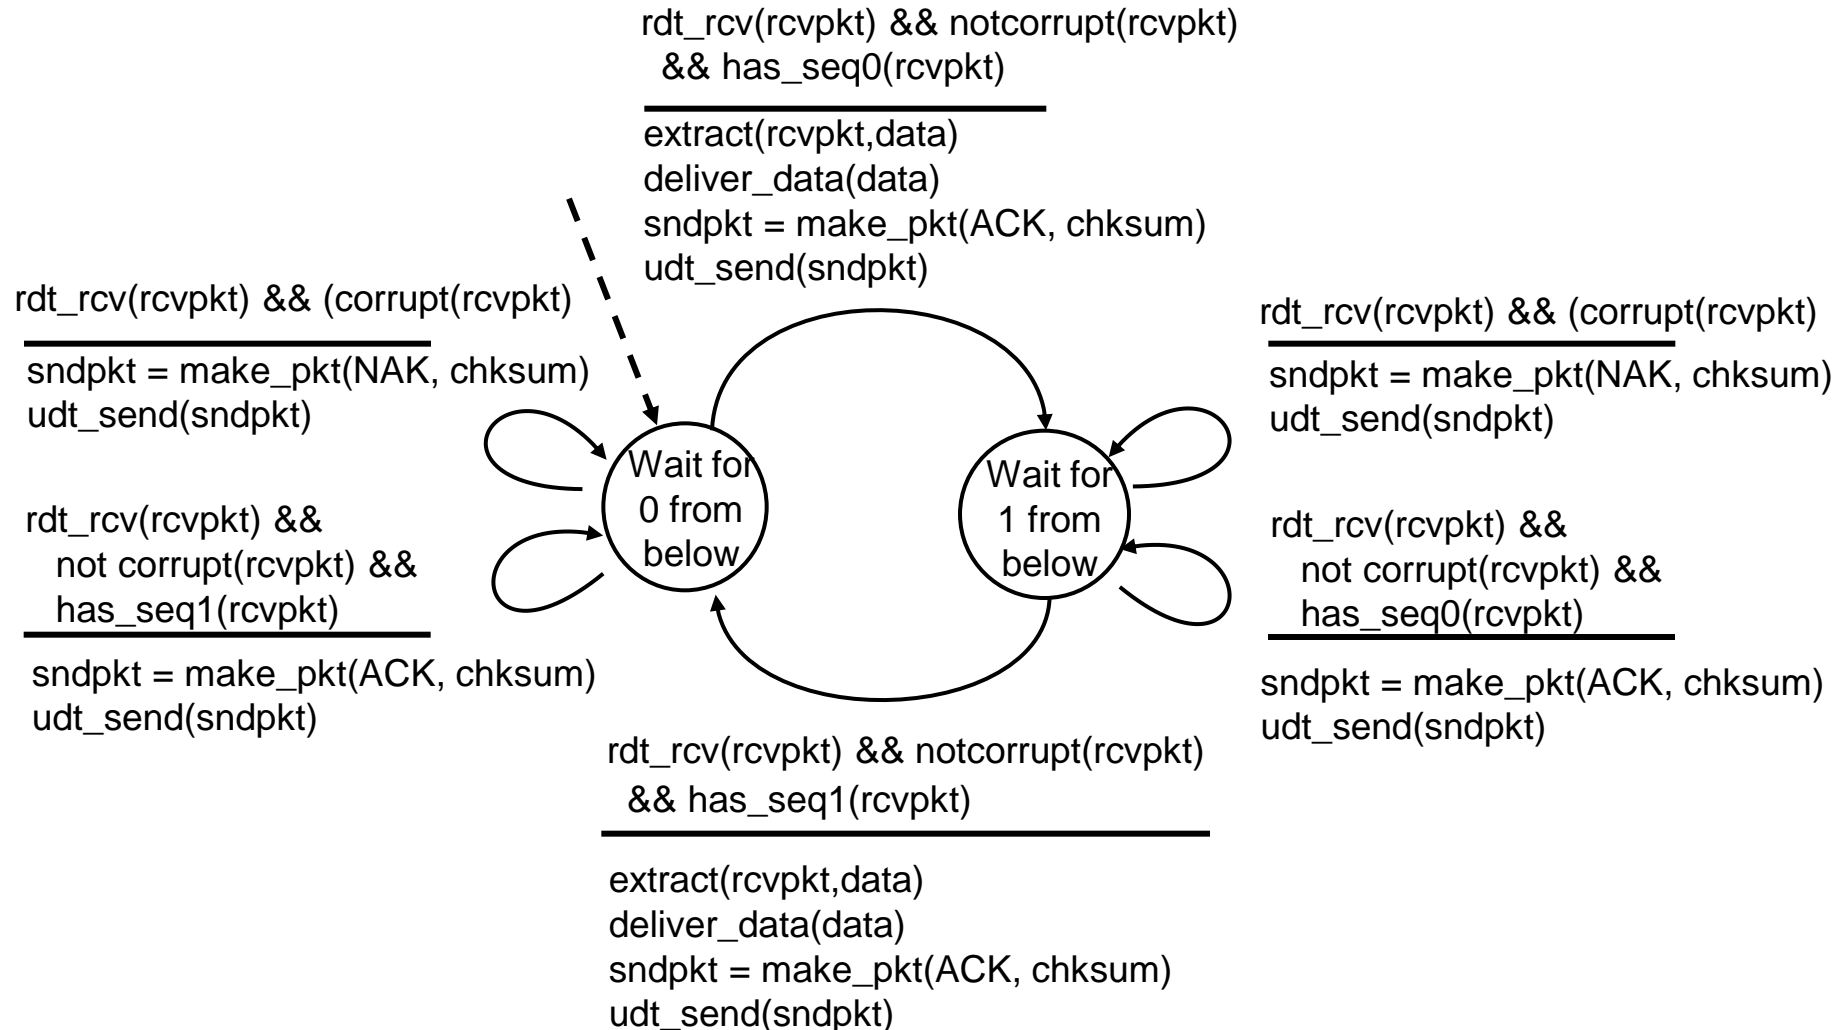 rdt_rcv(rcvpkt) && notcorrupt(rcvpkt)
&& has_seq0(rcvpkt)
extract(rcvpkt,data)
deliver_data(data)
sndpkt = make_pkt(ACK, chksum)
udt_send(sndpkt)
rdt_rcv(rcvpkt) && (corrupt(rcvpkt)
sndpkt = make_pkt(NAK, chksum)
udt_send(sndpkt)
rdt_rcv(rcvpkt) &&
not corrupt(rcvpkt) &&
has_seq1(rcvpkt)
sndpkt = make_pkt(ACK, chksum)
udt_send(sndpkt)
Wait for
0 from
below
Wait for
1 from
below
rdt_rcv(rcvpkt) && (corrupt(rcvpkt)
sndpkt = make_pkt(NAK, chksum)
udt_send(sndpkt)
rdt_rcv(rcvpkt) &&
not corrupt(rcvpkt) &&
has_seq0(rcvpkt)
sndpkt = make_pkt(ACK, chksum)
udt_send(sndpkt)
rdt_rcv(rcvpkt) && notcorrupt(rcvpkt)
&& has_seq1(rcvpkt)
extract(rcvpkt,data)
deliver_data(data)
sndpkt = make_pkt(ACK, chksum)
udt_send(sndpkt)